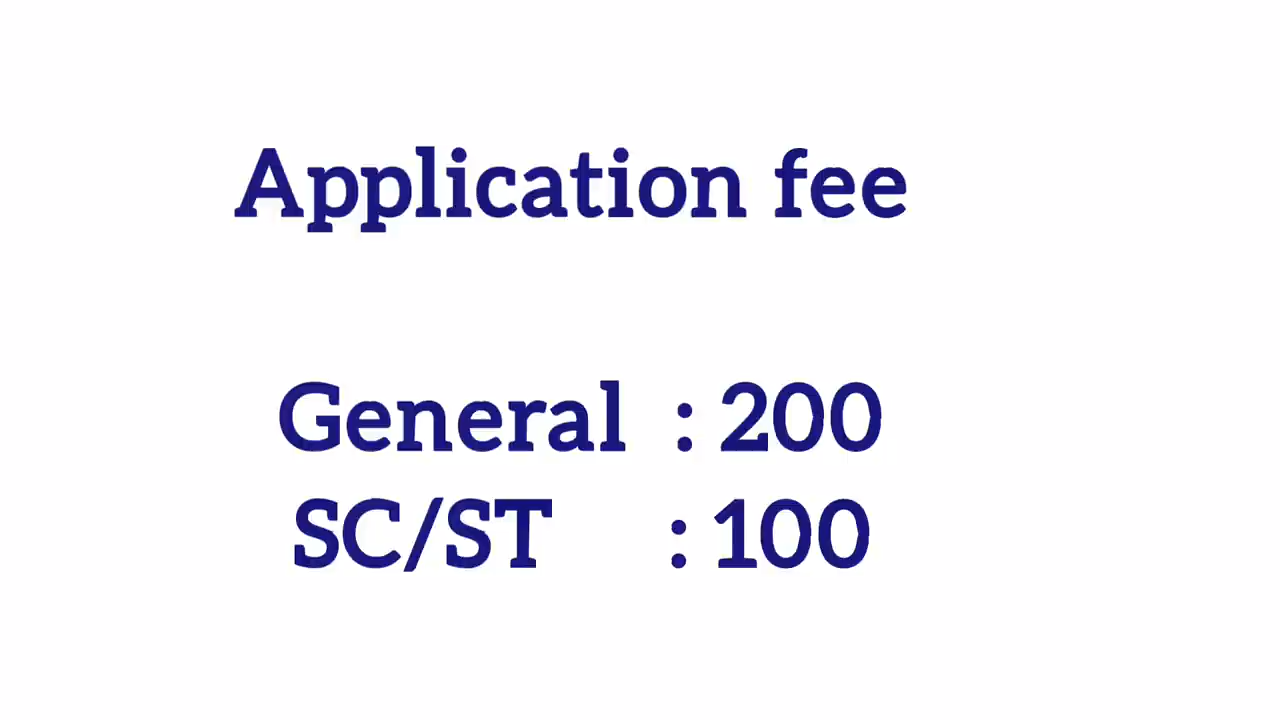 Application fee
General : 200
SC/ST : 100